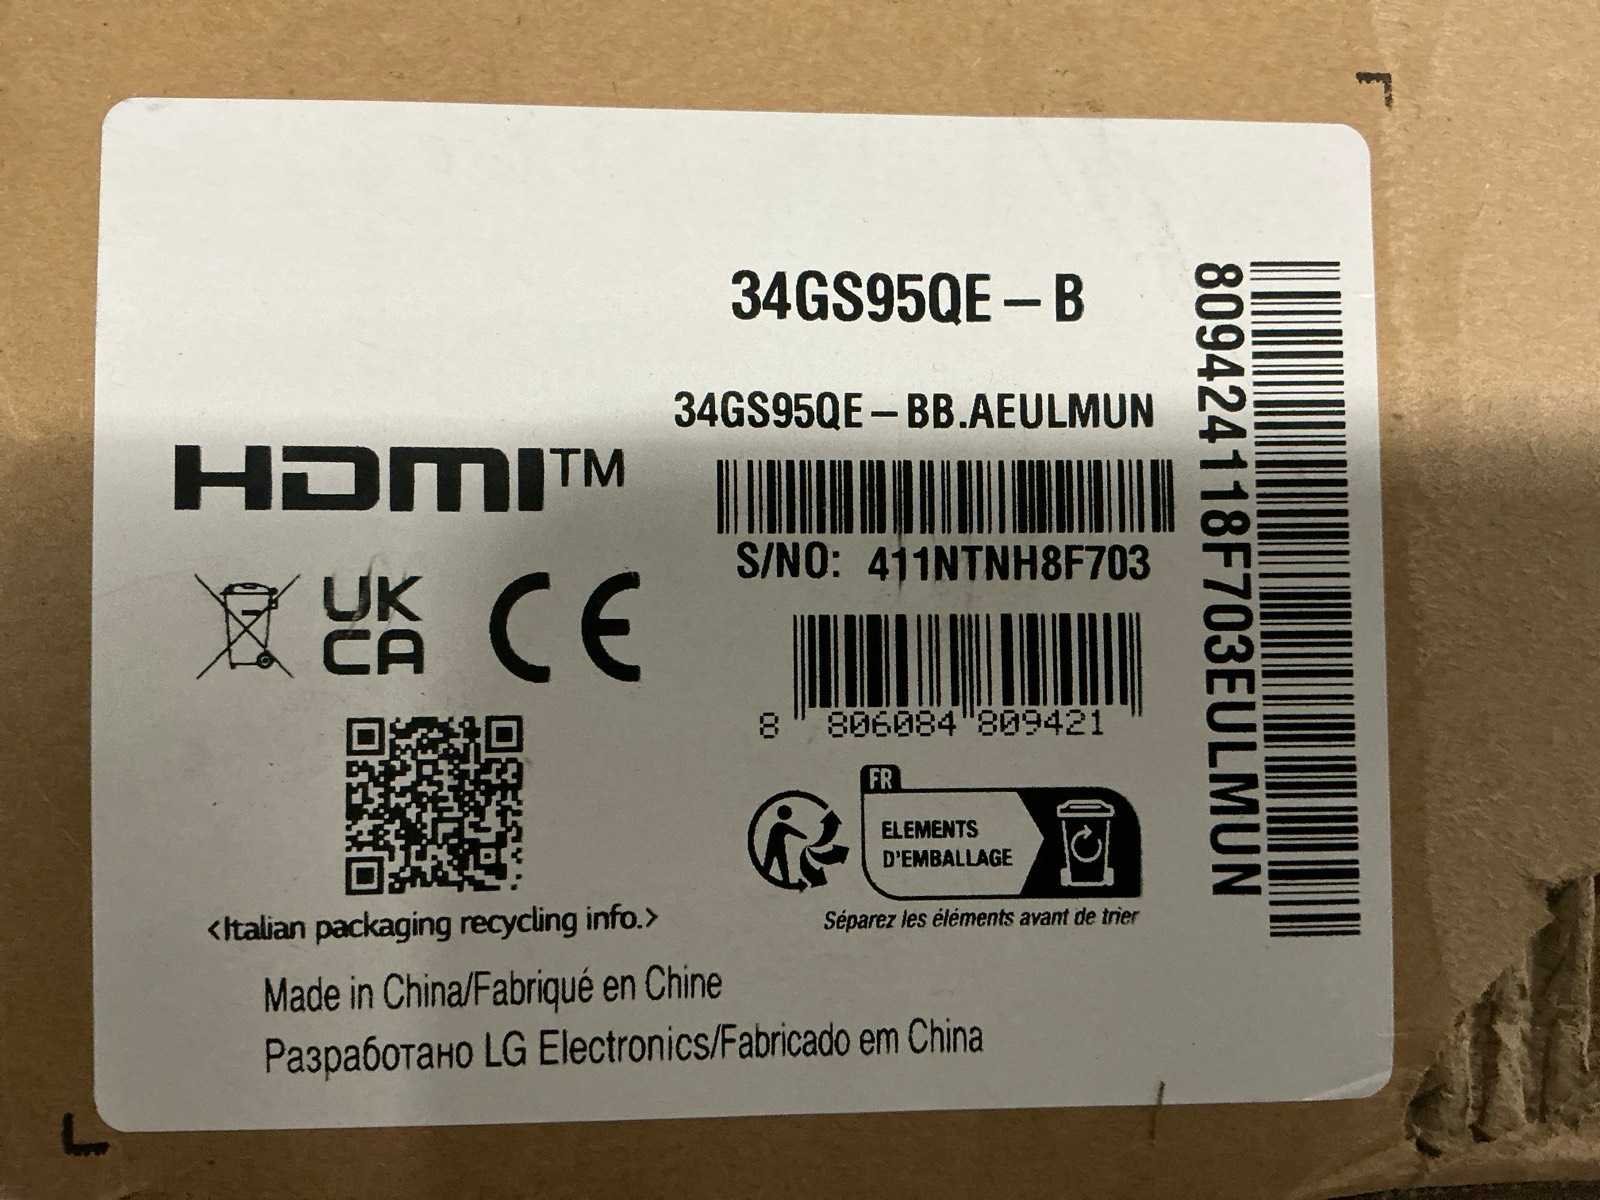 34GS95QE – B
34GS95QE – BB.AEULMUN
HDMI™
S/NO: 411NTNH8F703
UK
CA
CE
8 806084 809421
FR
ELEMENTS
D'EMBALLAGE
Séparez les éléments avant de trier
<Italian packaging recycling info.>
Made in China/Fabriqué en Chine
Разработано LG Electronics/Fabricado em China
809424118F703EULMUN